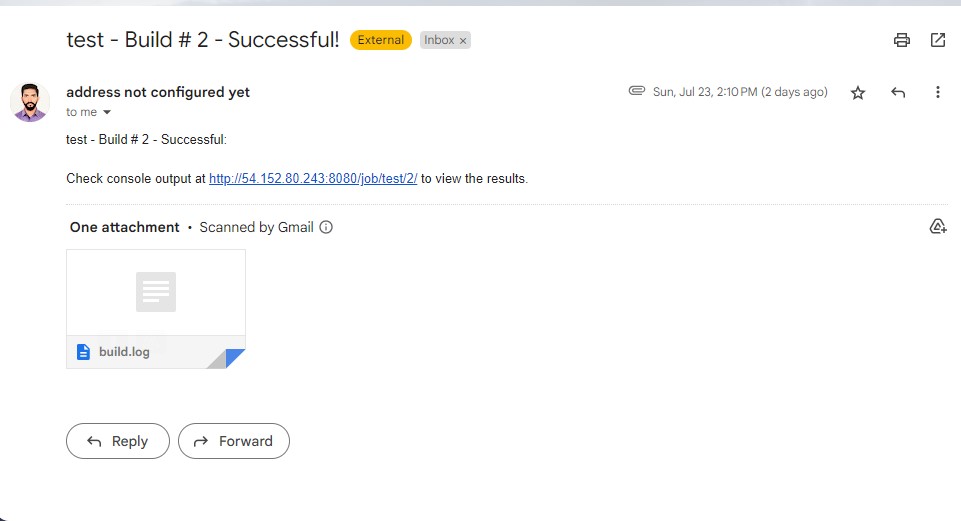 test - Build # 2 - Successful! External Inbox ×
address not configured yet Sun, Jul 23, 2:10 PM (2 days ago)
to me
test - Build # 2 - Successful:
Check console output at http://54.152.80.243:8080/job/test/2/ to view the results.
One attachment • Scanned by Gmail
build.log
Reply Forward